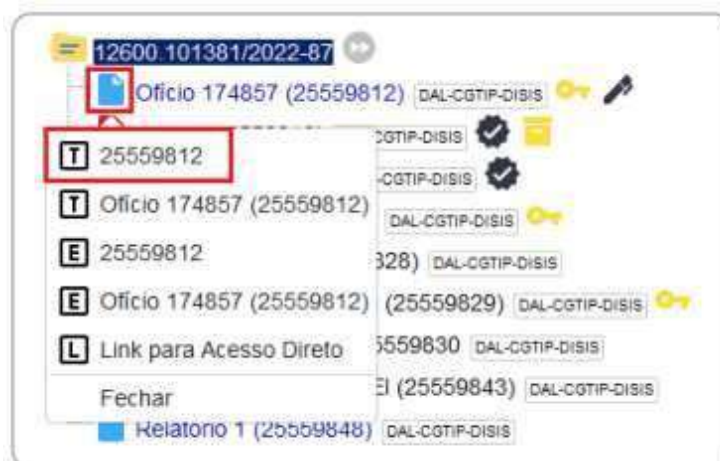 12600.101381/2022-87
Ofício 174857 (25559812) DAL-CGTIP-DISIS
CGTIP-DISIS
T 25559812
-CGTIP-DISIS
T Ofício 174857 (25559812)
DAL-CGTIP-DISIS
E 25559812
328) DAL-CGTIP-DISIS
E Ofício 174857 (25559812)
(25559829) DAL-CGTIP-DISIS
L Link para Acesso Direto
5559830 DAL-CGTIP-DISIS
Fechar
EI (25559843) DAL-CGTIP-DISIS
Relatório 1 (25559848) DAL-CGTIP-DISIS